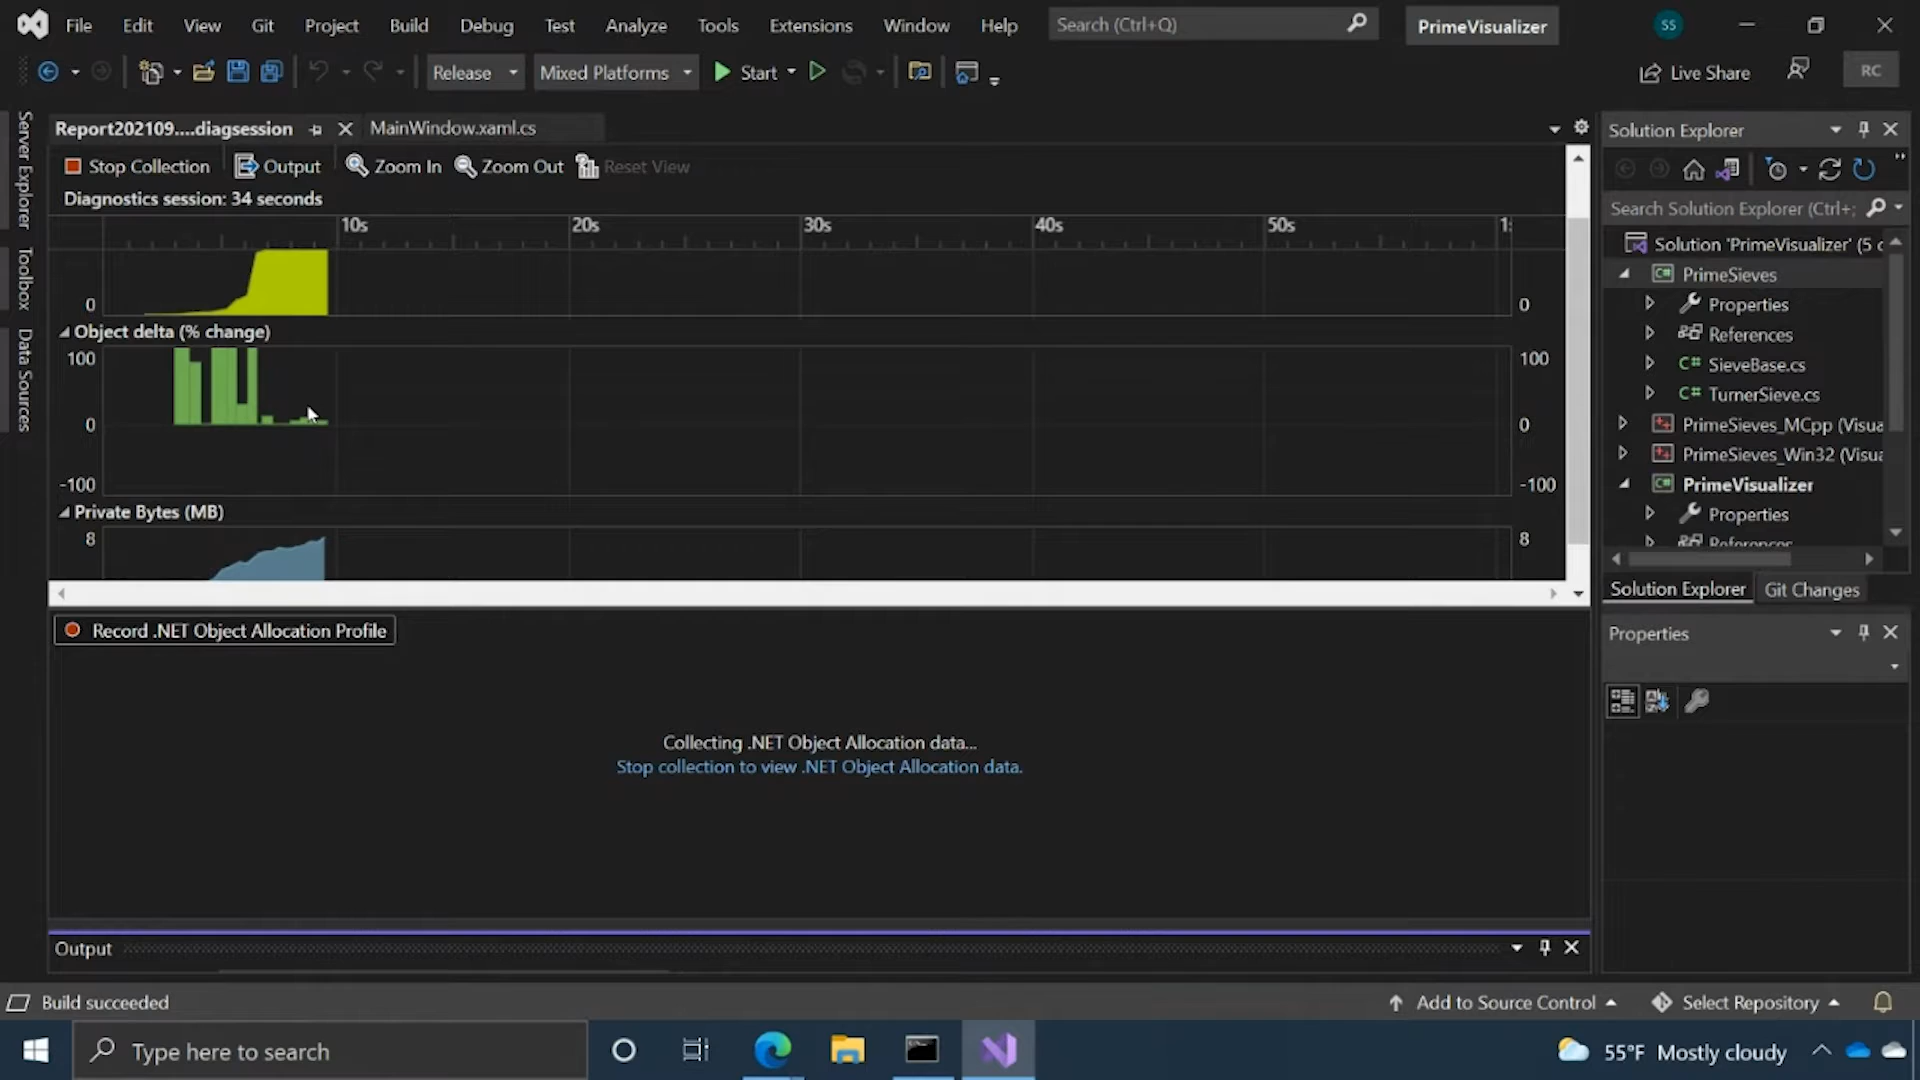 File Edit View Git Project Build Debug Test Analyze Tools Extensions Window Help Search (Ctrl+Q) PrimeVisualizer SS
Release Mixed Platforms Start Live Share RC
Server Explorer
Toolbox
Data Sources
Report202109....diagsession MainWindow.xaml.cs
Stop Collection Output Zoom In Zoom Out Reset View
Diagnostics session: 34 seconds
10s 20s 30s 40s 50s 1:
0 0
Object delta (% change)
100 100
0 0
-100 -100
Private Bytes (MB)
8 8
Record .NET Object Allocation Profile
Collecting .NET Object Allocation data...
Stop collection to view .NET Object Allocation data.
Output
Solution Explorer
Search Solution Explorer (Ctrl+;
Solution 'PrimeVisualizer' (5 c
C# PrimeSieves
Properties
References
C# SieveBase.cs
C# TurnerSieve.cs
PrimeSieves_MCpp (Visua
PrimeSieves_Win32 (Visua
C# PrimeVisualizer
Properties
References
Solution Explorer Git Changes
Properties
Build succeeded Add to Source Control Select Repository
Type here to search 55°F Mostly cloudy